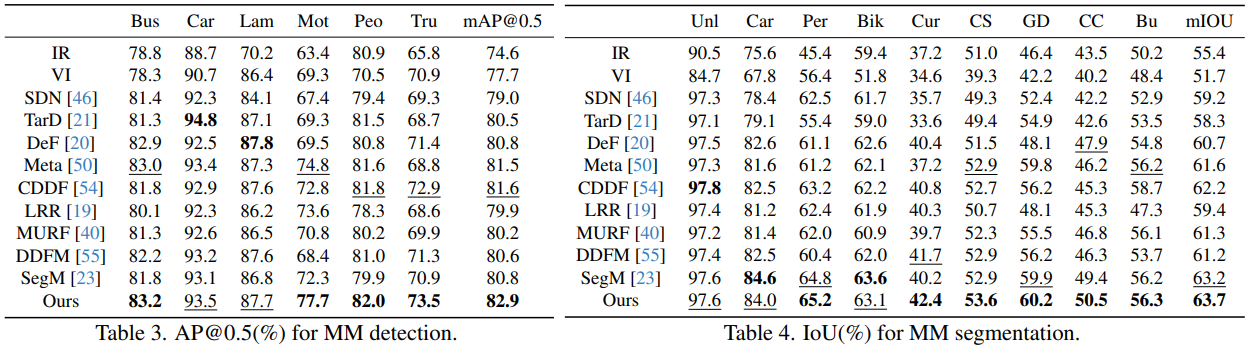 Bus Car Lam Mot Peo Tru mAP@0.5
IR 78.8 88.7 70.2 63.4 80.9 65.8 74.6
VI 78.3 90.7 86.4 69.3 70.5 70.9 77.7
SDN [46] 81.4 92.3 84.1 67.4 79.4 69.3 79.0
TarD [21] 81.3 94.8 87.1 69.3 81.5 68.7 80.5
DeF [20] 82.9 92.5 87.8 69.5 80.8 71.4 80.8
Meta [50] 83.0 93.4 87.3 74.8 81.6 68.8 81.5
CDDF [54] 81.8 92.9 87.6 72.8 81.8 72.9 81.6
LRR [19] 80.1 92.3 86.2 73.6 78.3 68.6 79.9
MURF [40] 81.3 92.6 86.5 70.8 80.2 69.9 80.2
DDFM [55] 82.2 93.2 87.6 68.4 81.0 71.3 80.6
SegM [23] 81.8 93.1 86.8 72.3 79.9 70.9 80.8
Ours 83.2 93.5 87.7 77.7 82.0 73.5 82.9
Table 3. AP@0.5(%) for MM detection.
Unl Car Per Bik Cur CS GD CC Bu mIOU
IR 90.5 75.6 45.4 59.4 37.2 51.0 46.4 43.5 50.2 55.4
VI 84.7 67.8 56.4 51.8 34.6 39.3 42.2 40.2 48.4 51.7
SDN [46] 97.3 78.4 62.5 61.7 35.7 49.3 52.4 42.2 52.9 59.2
TarD [21] 97.1 79.1 55.4 59.0 33.6 49.4 54.9 42.6 53.5 58.3
DeF [20] 97.5 82.6 61.1 62.6 40.4 51.5 48.1 47.9 54.8 60.7
Meta [50] 97.3 81.6 61.2 62.1 37.2 52.9 59.8 46.2 56.2 61.6
CDDF [54] 97.8 82.5 63.2 62.2 40.8 52.7 56.2 45.3 58.7 62.2
LRR [19] 97.4 81.2 62.4 61.9 40.3 50.7 48.1 45.3 47.3 59.4
MURF [40] 97.2 81.4 62.0 60.9 39.7 52.3 55.5 46.8 56.1 61.3
DDFM [55] 97.4 82.5 60.4 62.0 41.7 52.9 56.2 46.3 53.7 61.2
SegM [23] 97.6 84.6 64.8 63.6 40.2 52.9 59.9 49.4 56.2 63.2
Ours 97.6 84.0 65.2 63.1 42.4 53.6 60.2 50.5 56.3 63.7
Table 4. IoU(%) for MM segmentation.